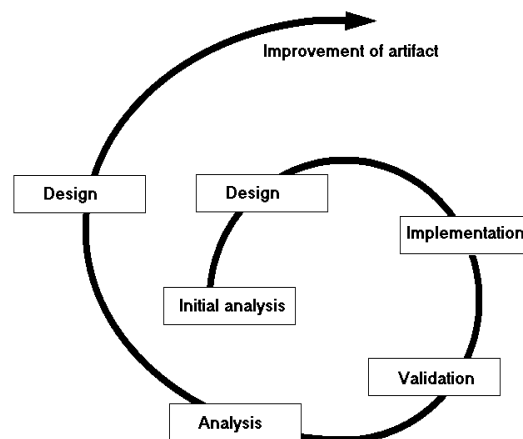 Improvement of artifact
Design
Design
Implementation
Initial analysis
Validation
Analysis